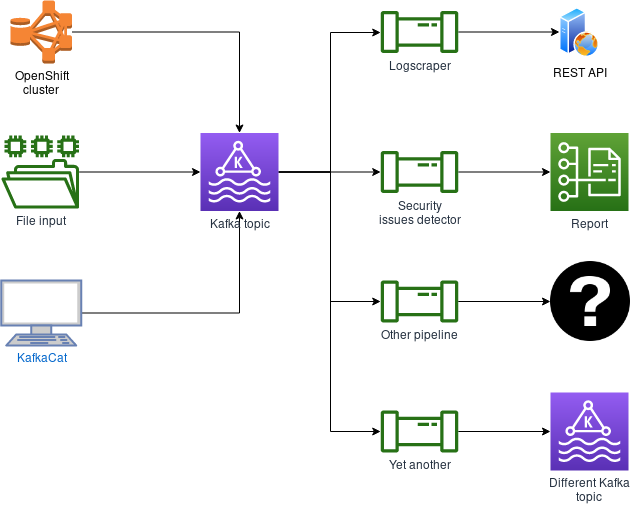 OpenShift
cluster
Logscraper
REST API
K
File input
Kafka topic
Security
issues detector
Report
KafkaCat
Other pipeline
?
K
Yet another
Different Kafka
topic